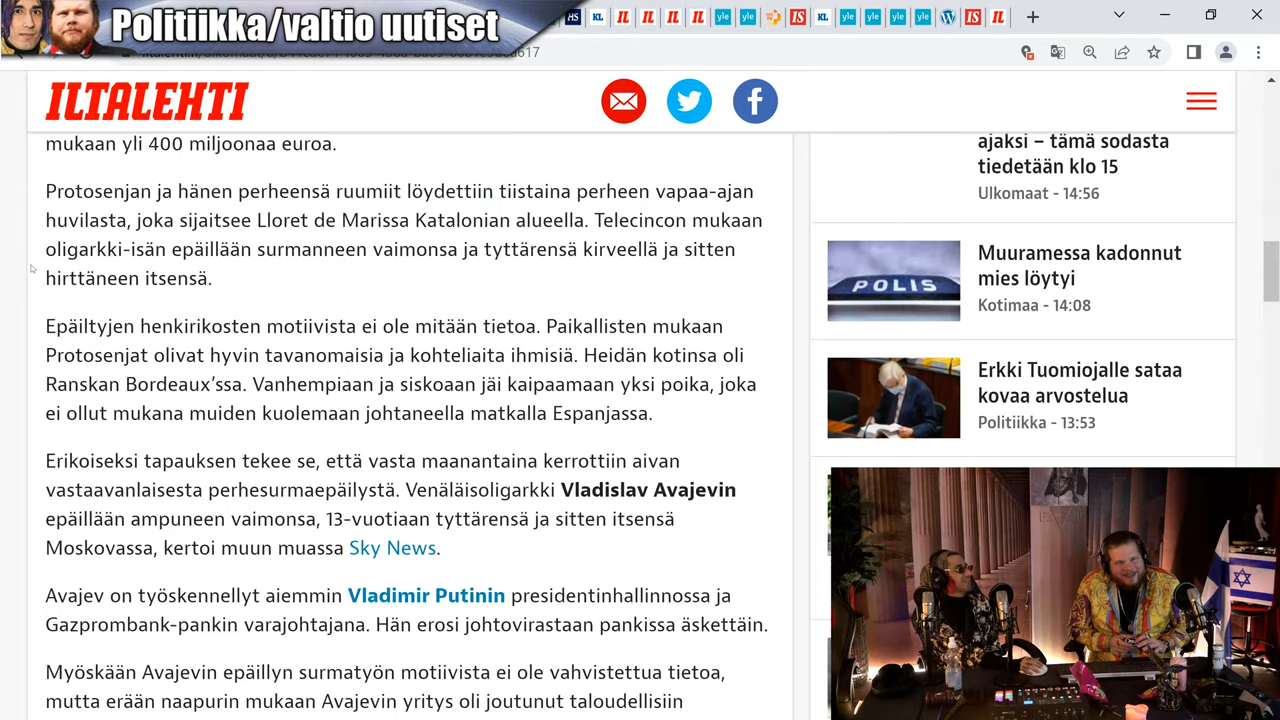 Politiikka/valtio uutiset
ILTALEHTI
mukaan yli 400 miljoonaa euroa.
Protosenjan ja hänen perheensä ruumiit löydettiin tiistaina perheen vapaa-ajan
huvilasta, joka sijaitsee Lloret de Marissa Katalonian alueella. Telecincon mukaan
oligarkki-isän epäillään surmanneen vaimonsa ja tyttärensä kirveellä ja sitten
hirttäneen itsensä.
Epäiltyjen henkirikosten motiivista ei ole mitään tietoa. Paikallisten mukaan
Protosenjat olivat hyvin tavanomaisia ja kohteliaita ihmisiä. Heidän kotinsa oli
Ranskan Bordeaux’ssa. Vanhempiaan ja siskoaan jäi kaipaamaan yksi poika, joka
ei ollut mukana muiden kuolemaan johtaneella matkalla Espanjassa.
Erikoiseksi tapauksen tekee se, että vasta maanantaina kerrottiin aivan
vastaavanlaisesta perhesurmaepäilystä. Venäläisoligarkki Vladislav Avajevin
epäillään ampuneen vaimonsa, 13-vuotiaan tyttärensä ja sitten itsensä
Moskovassa, kertoi muun muassa Sky News.
Avajev on työskennellyt aiemmin Vladimir Putinin presidentinhallinnossa ja
Gazprombank-pankin varajohtajana. Hän erosi johtovirastaan pankissa äskettäin.
Myöskään Avajevin epäillyn surmatyön motiivista ei ole vahvistettua tietoa,
mutta erään naapurin mukaan Avajevin yritys oli joutunut taloudellisiin
ajaksi – tämä sodasta
tiedetään klo 15
Ulkomaat - 14:56
POLIS
Muuramessa kadonnut
mies löytyi
Kotimaa - 14:08
Erkki Tuomiojalle sataa
kovaa arvostelua
Politiikka - 13:53